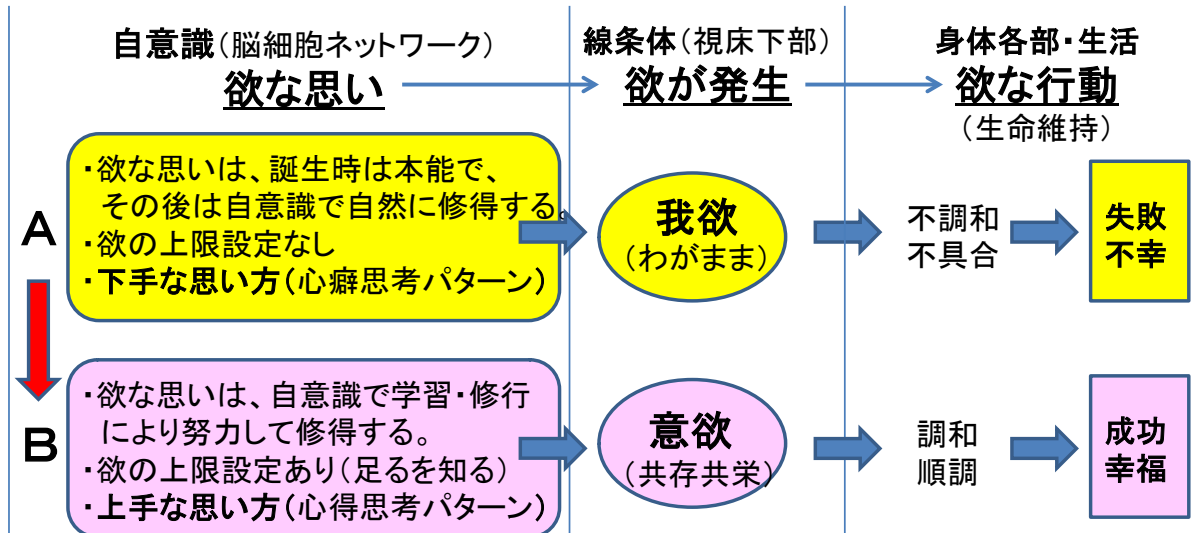 自意識（脳細胞ネットワーク）
欲な思い
線条体（視床下部）
欲が発生
身体各部・生活
欲な行動
（生命維持）
A
・欲な思いは、誕生時は本能で、
その後は自意識で自然に修得する。
・欲の上限設定なし
・下手な思い方（心癖思考パターン）
我欲
（わがまま）
不調和
不具合
失敗
不幸
B
・欲な思いは、自意識で学習・修行
により努力して修得する。
・欲の上限設定あり（足るを知る）
・上手な思い方（心得思考パターン）
意欲
（共存共栄）
調和
順調
成功
幸福